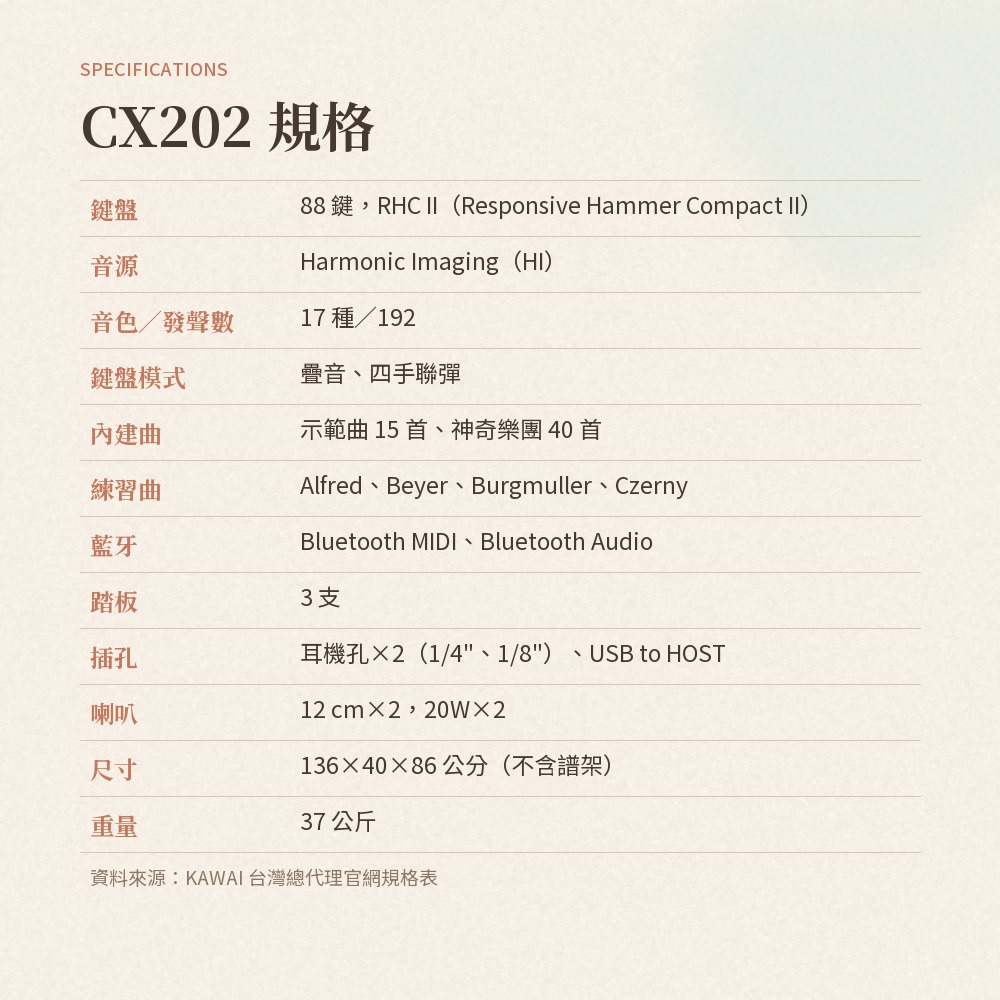 SPECIFICATIONS
CX202 規格
鍵盤 88 鍵，RHC II（Responsive Hammer Compact II）
音源 Harmonic Imaging（HI）
音色／發聲數 17 種／192
鍵盤模式 疊音、四手聯彈
內建曲 示範曲 15 首、神奇樂團 40 首
練習曲 Alfred、Beyer、Burgmuller、Czerny
藍牙 Bluetooth MIDI、Bluetooth Audio
踏板 3 支
插孔 耳機孔×2（1/4"、1/8"）、USB to HOST
喇叭 12 cm×2，20W×2
尺寸 136×40×86 公分（不含譜架）
重量 37 公斤
資料來源：KAWAI 台灣總代理官網規格表